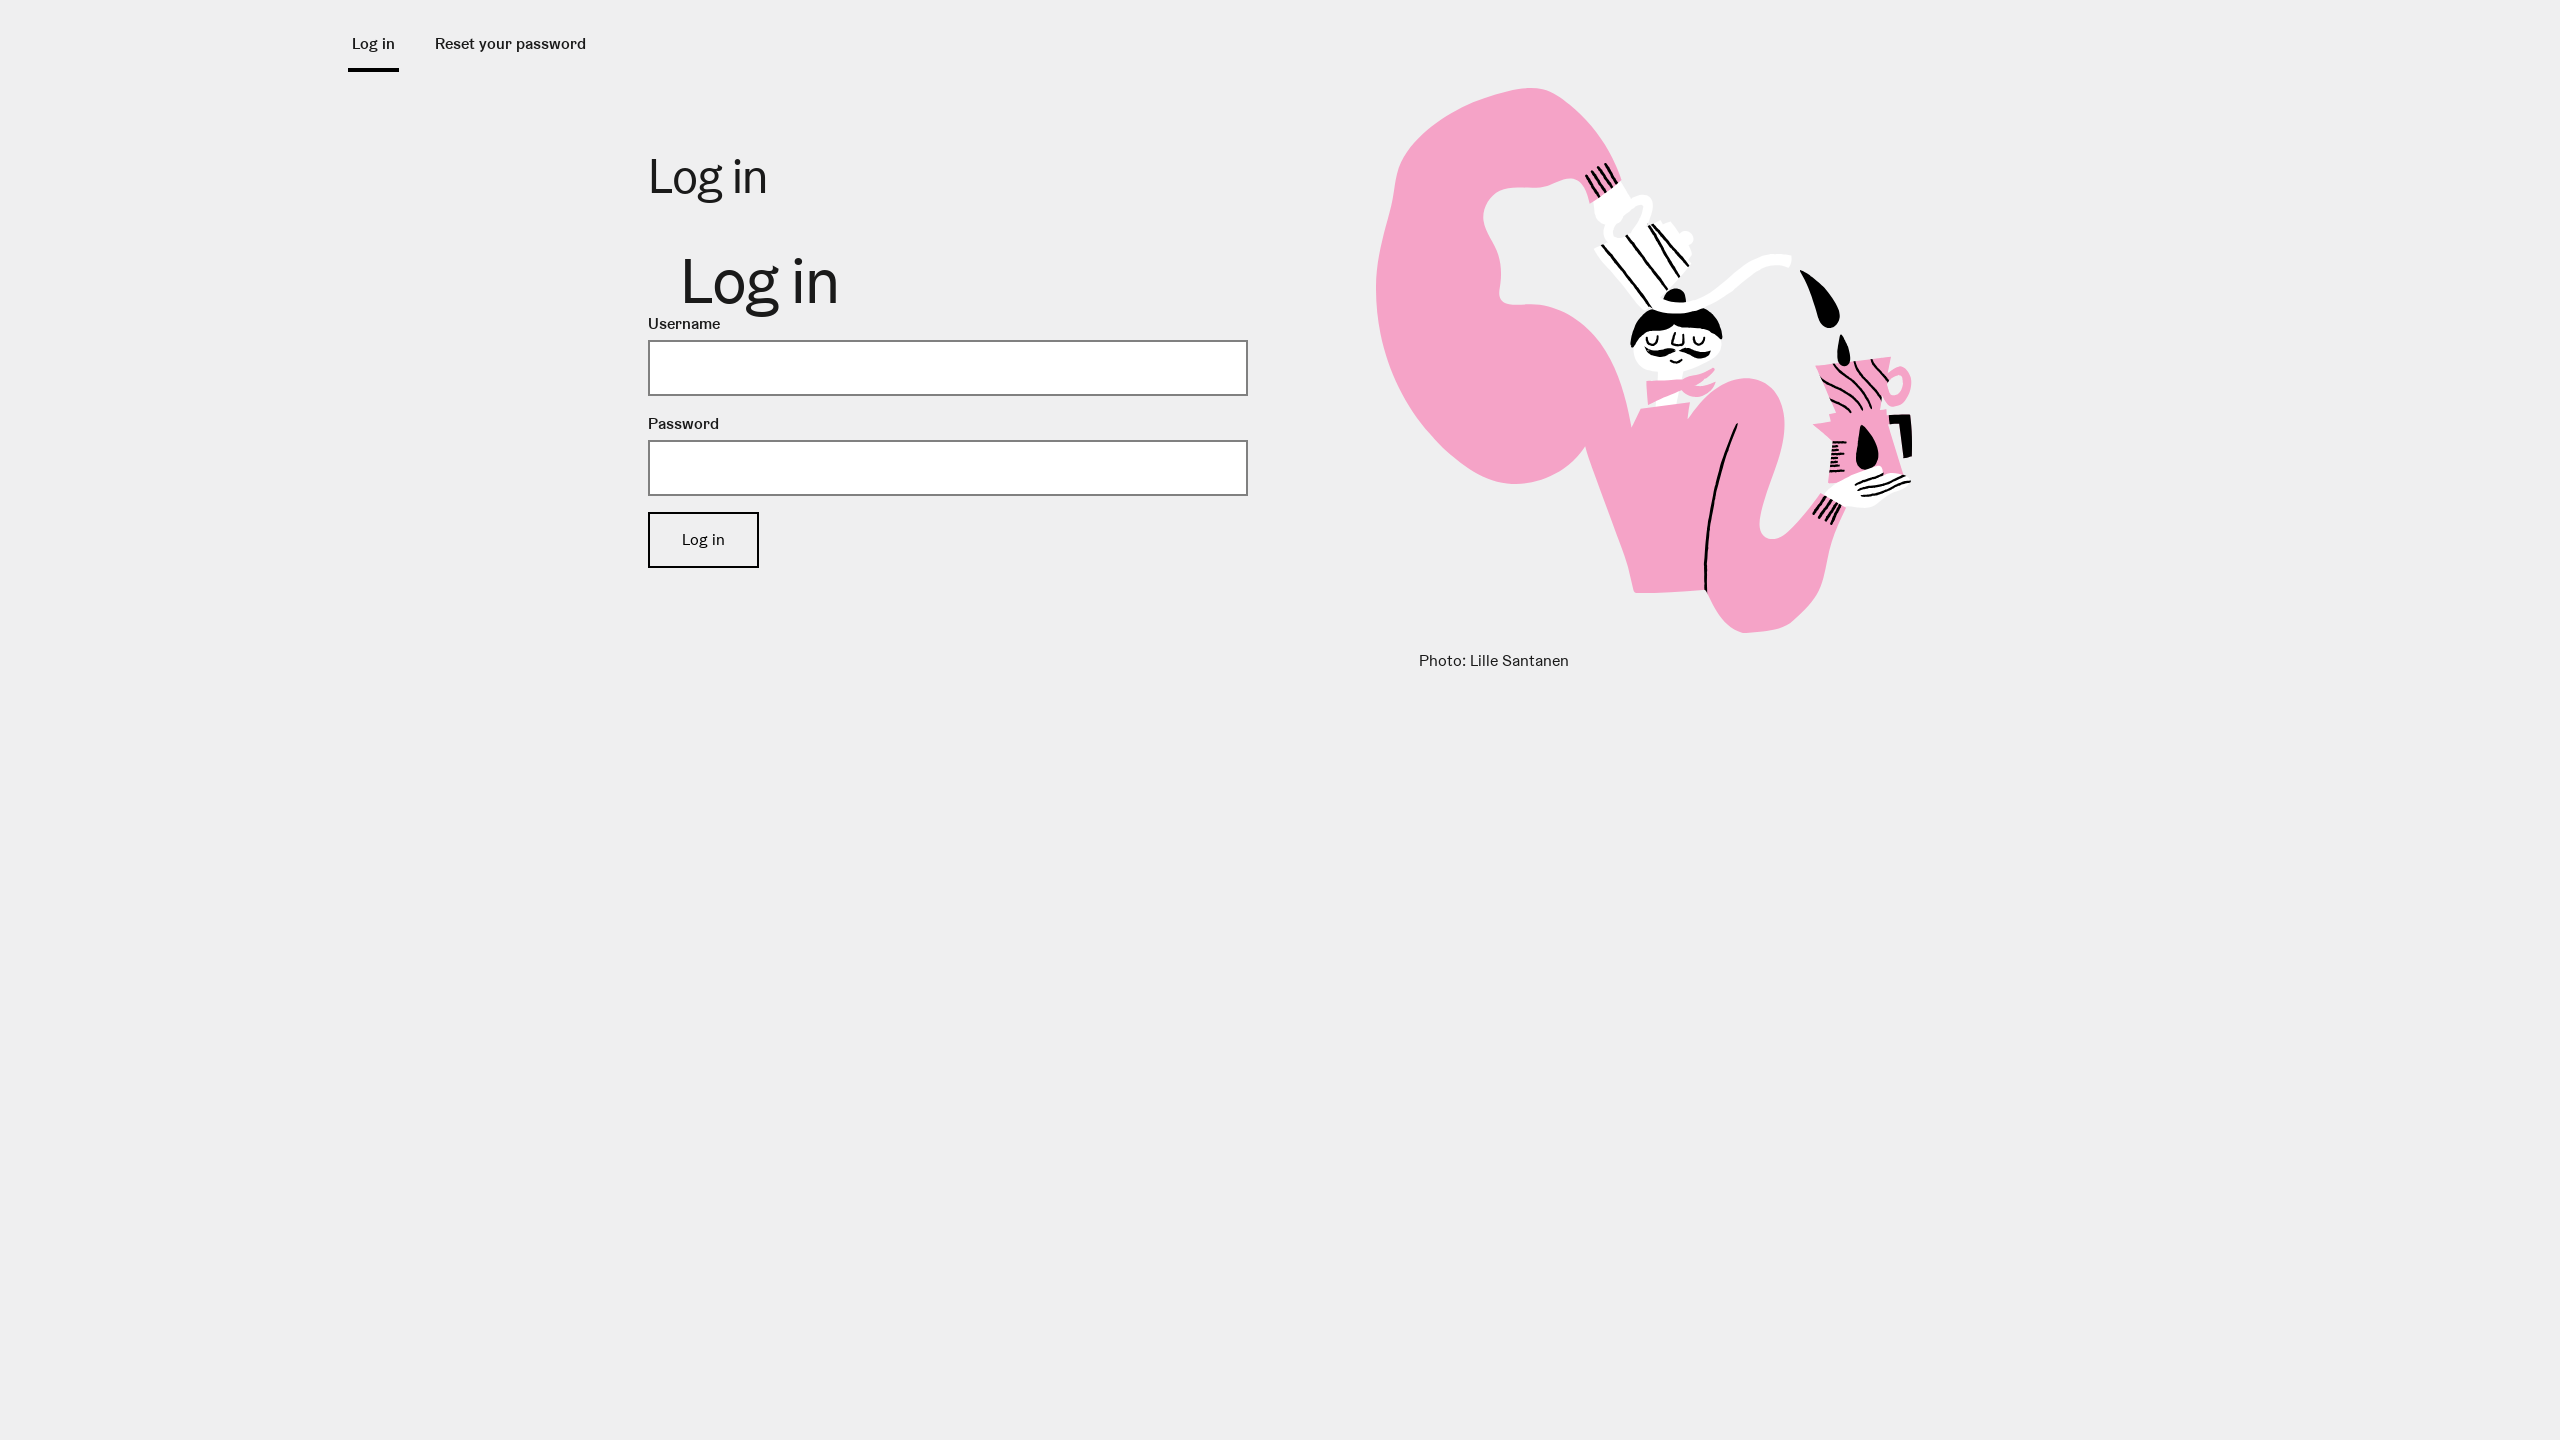 Log in
Reset your password
Log in
Log in
Username
Password
Log in
Photo: Lille Santanen